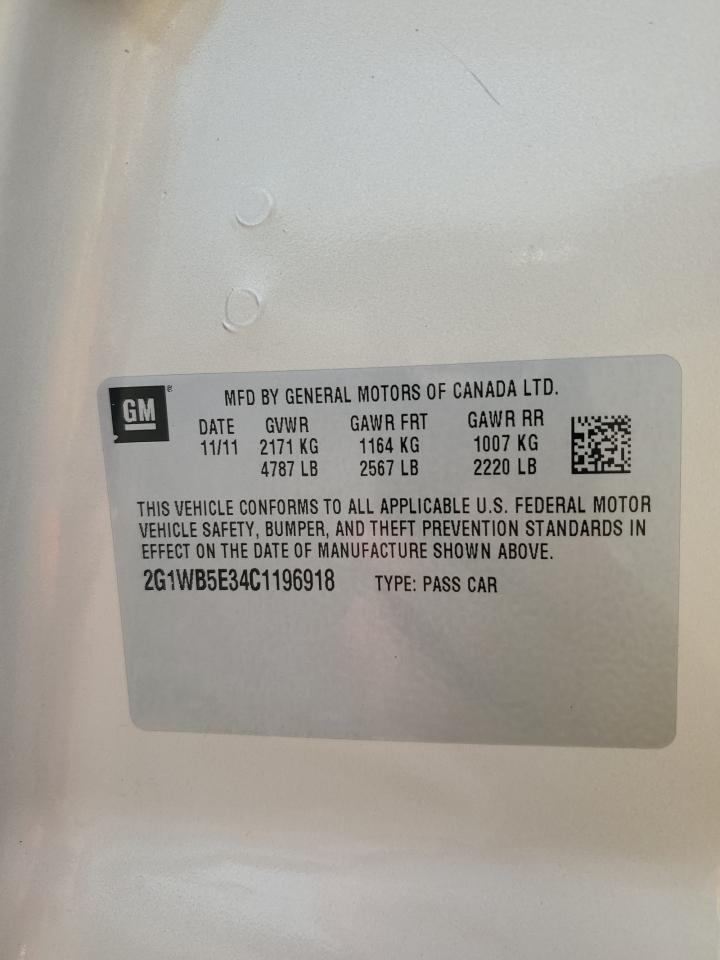 GM ®
MFD BY GENERAL MOTORS OF CANADA LTD.
DATE GVWR GAWR FRT GAWR RR
11/11 2171 KG 1164 KG 1007 KG
4787 LB 2567 LB 2220 LB
THIS VEHICLE CONFORMS TO ALL APPLICABLE U.S. FEDERAL MOTOR
VEHICLE SAFETY, BUMPER, AND THEFT PREVENTION STANDARDS IN
EFFECT ON THE DATE OF MANUFACTURE SHOWN ABOVE.
2G1WB5E34C1196918 TYPE: PASS CAR